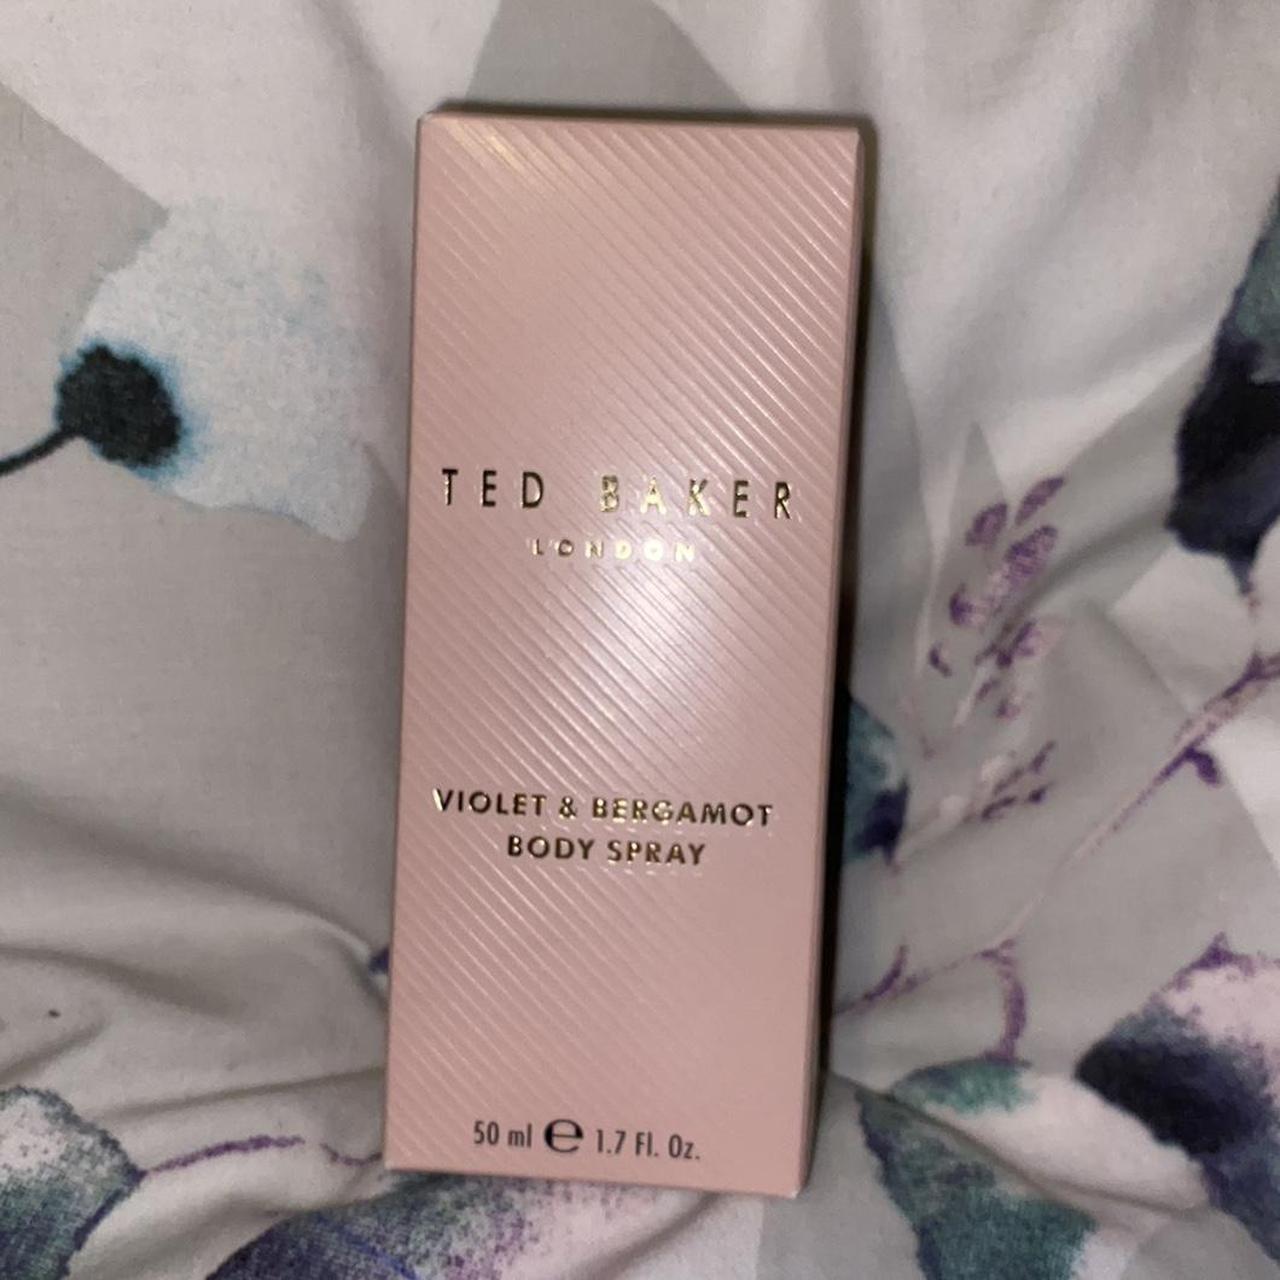 TED BAKER
LONDON
VIOLET & BERGAMOT
BODY SPRAY
50 ml ℮ 1.7 Fl. Oz.